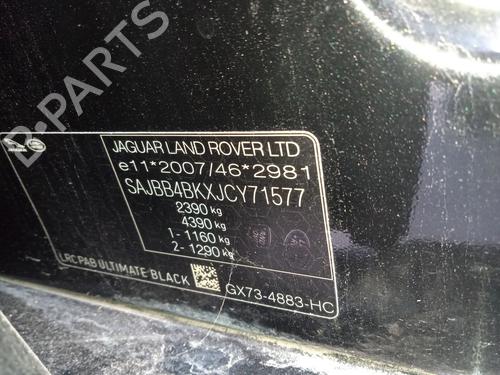 JAGUAR LAND ROVER LTD
e11*2007/46*2981
SAJBB4BKXJCY71577
2390 kg
4390 kg
1- 1160 kg
2- 1290 kg
LRC PAB ULTIMATE BLACK
GX73-4883-HC
B-PARTS